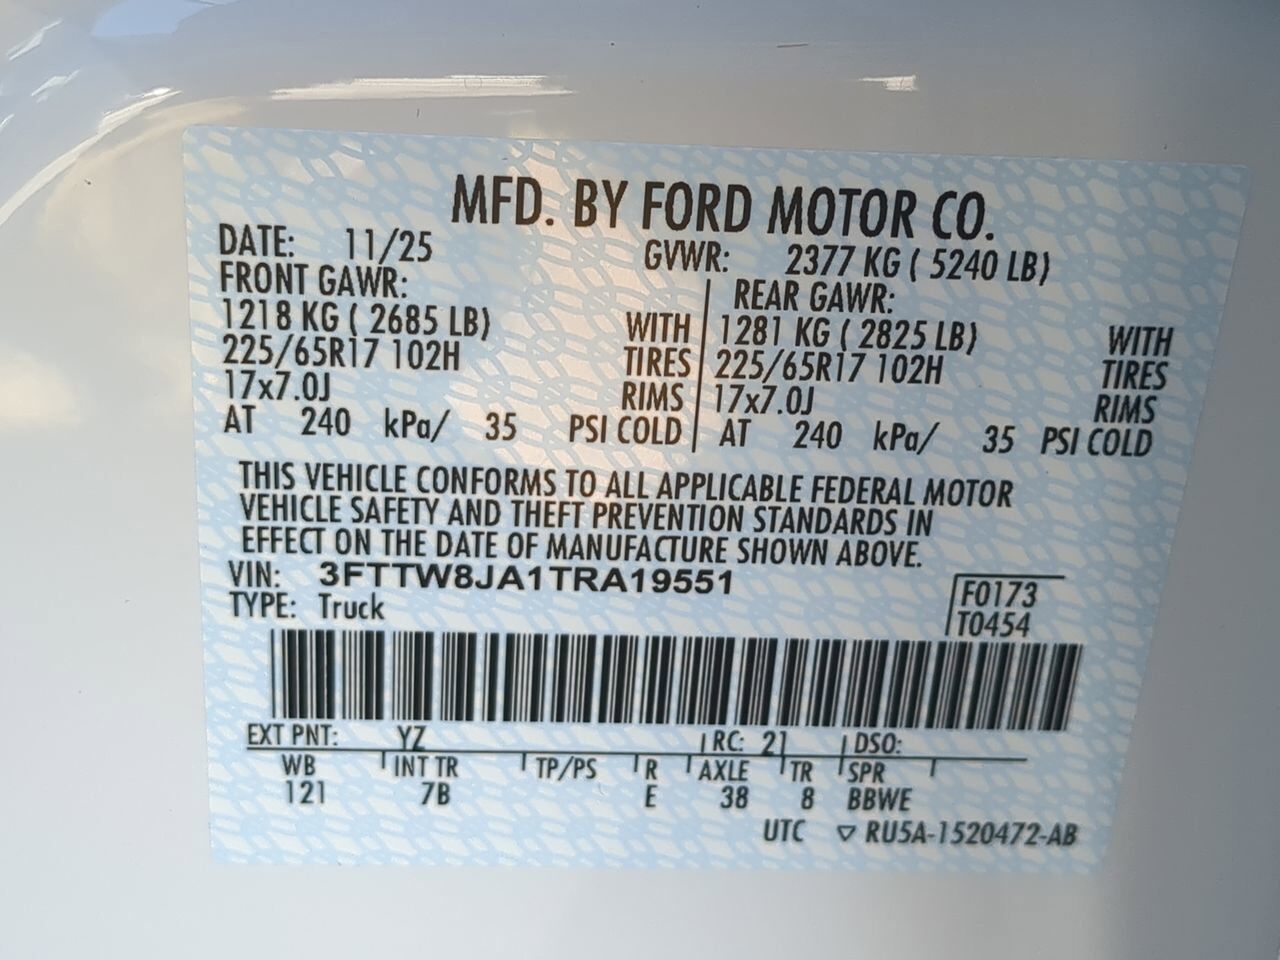 MFD. BY FORD MOTOR CO.
DATE: 11/25 GVWR: 2377 KG ( 5240 LB)
FRONT GAWR: REAR GAWR:
1218 KG ( 2685 LB) WITH 1281 KG ( 2825 LB) WITH
225/65R17 102H TIRES 225/65R17 102H TIRES
17x7.0J RIMS 17x7.0J RIMS
AT 240 kPa/ 35 PSI COLD AT 240 kPa/ 35 PSI COLD
THIS VEHICLE CONFORMS TO ALL APPLICABLE FEDERAL MOTOR
VEHICLE SAFETY AND THEFT PREVENTION STANDARDS IN
EFFECT ON THE DATE OF MANUFACTURE SHOWN ABOVE.
VIN: 3FTTW8JA1TRA19551 F0173
TYPE: Truck T0454
EXT PNT: YZ RC: 21 DSO:
WB INT TR TP/PS R AXLE TR SPR
121 7B E 38 8 BBWE
UTC ▽ RU5A-1520472-AB